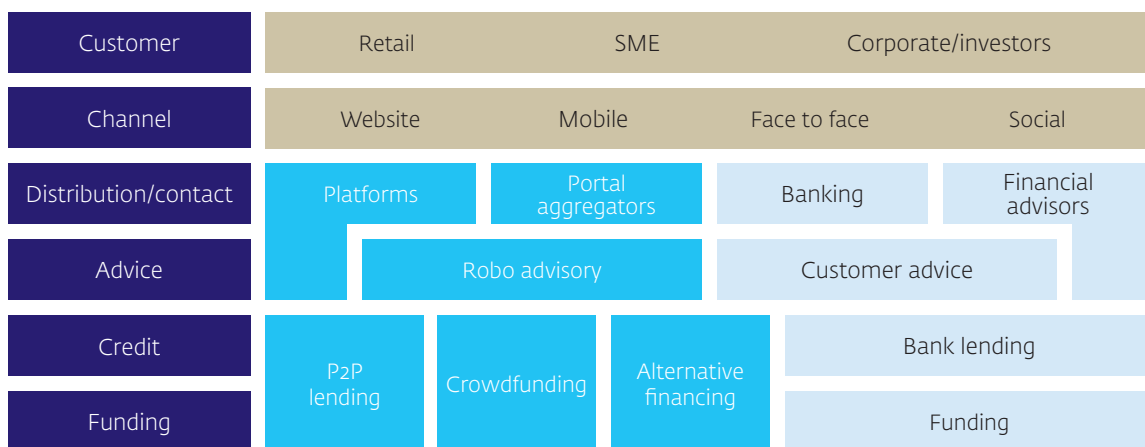 Customer
Retail
SME
Corporate/investors
Channel
Website
Mobile
Face to face
Social
Distribution/contact
Platforms
Portal
aggregators
Banking
Financial
advisors
Advice
Robo advisory
Customer advice
Credit
P2P
lending
Crowdfunding
Alternative
financing
Bank lending
Funding
Funding